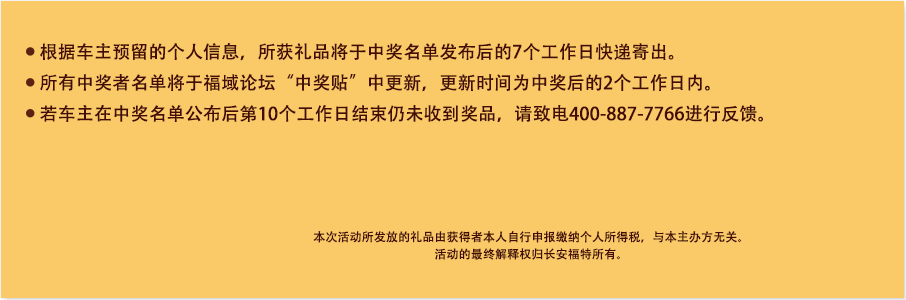 ● 根据车主预留的个人信息，所获礼品将于中奖名单发布后的7个工作日快递寄出。
● 所有中奖者名单将于福域论坛“中奖贴”中更新，更新时间为中奖后的2个工作日内。
● 若车主在中奖名单公布后第10个工作日结束仍未收到奖品，请致电400-887-7766进行反馈。
本次活动所发放的礼品由获得者本人自行申报缴纳个人所得税，与本主办方无关。
活动的最终解释权归长安福特所有。